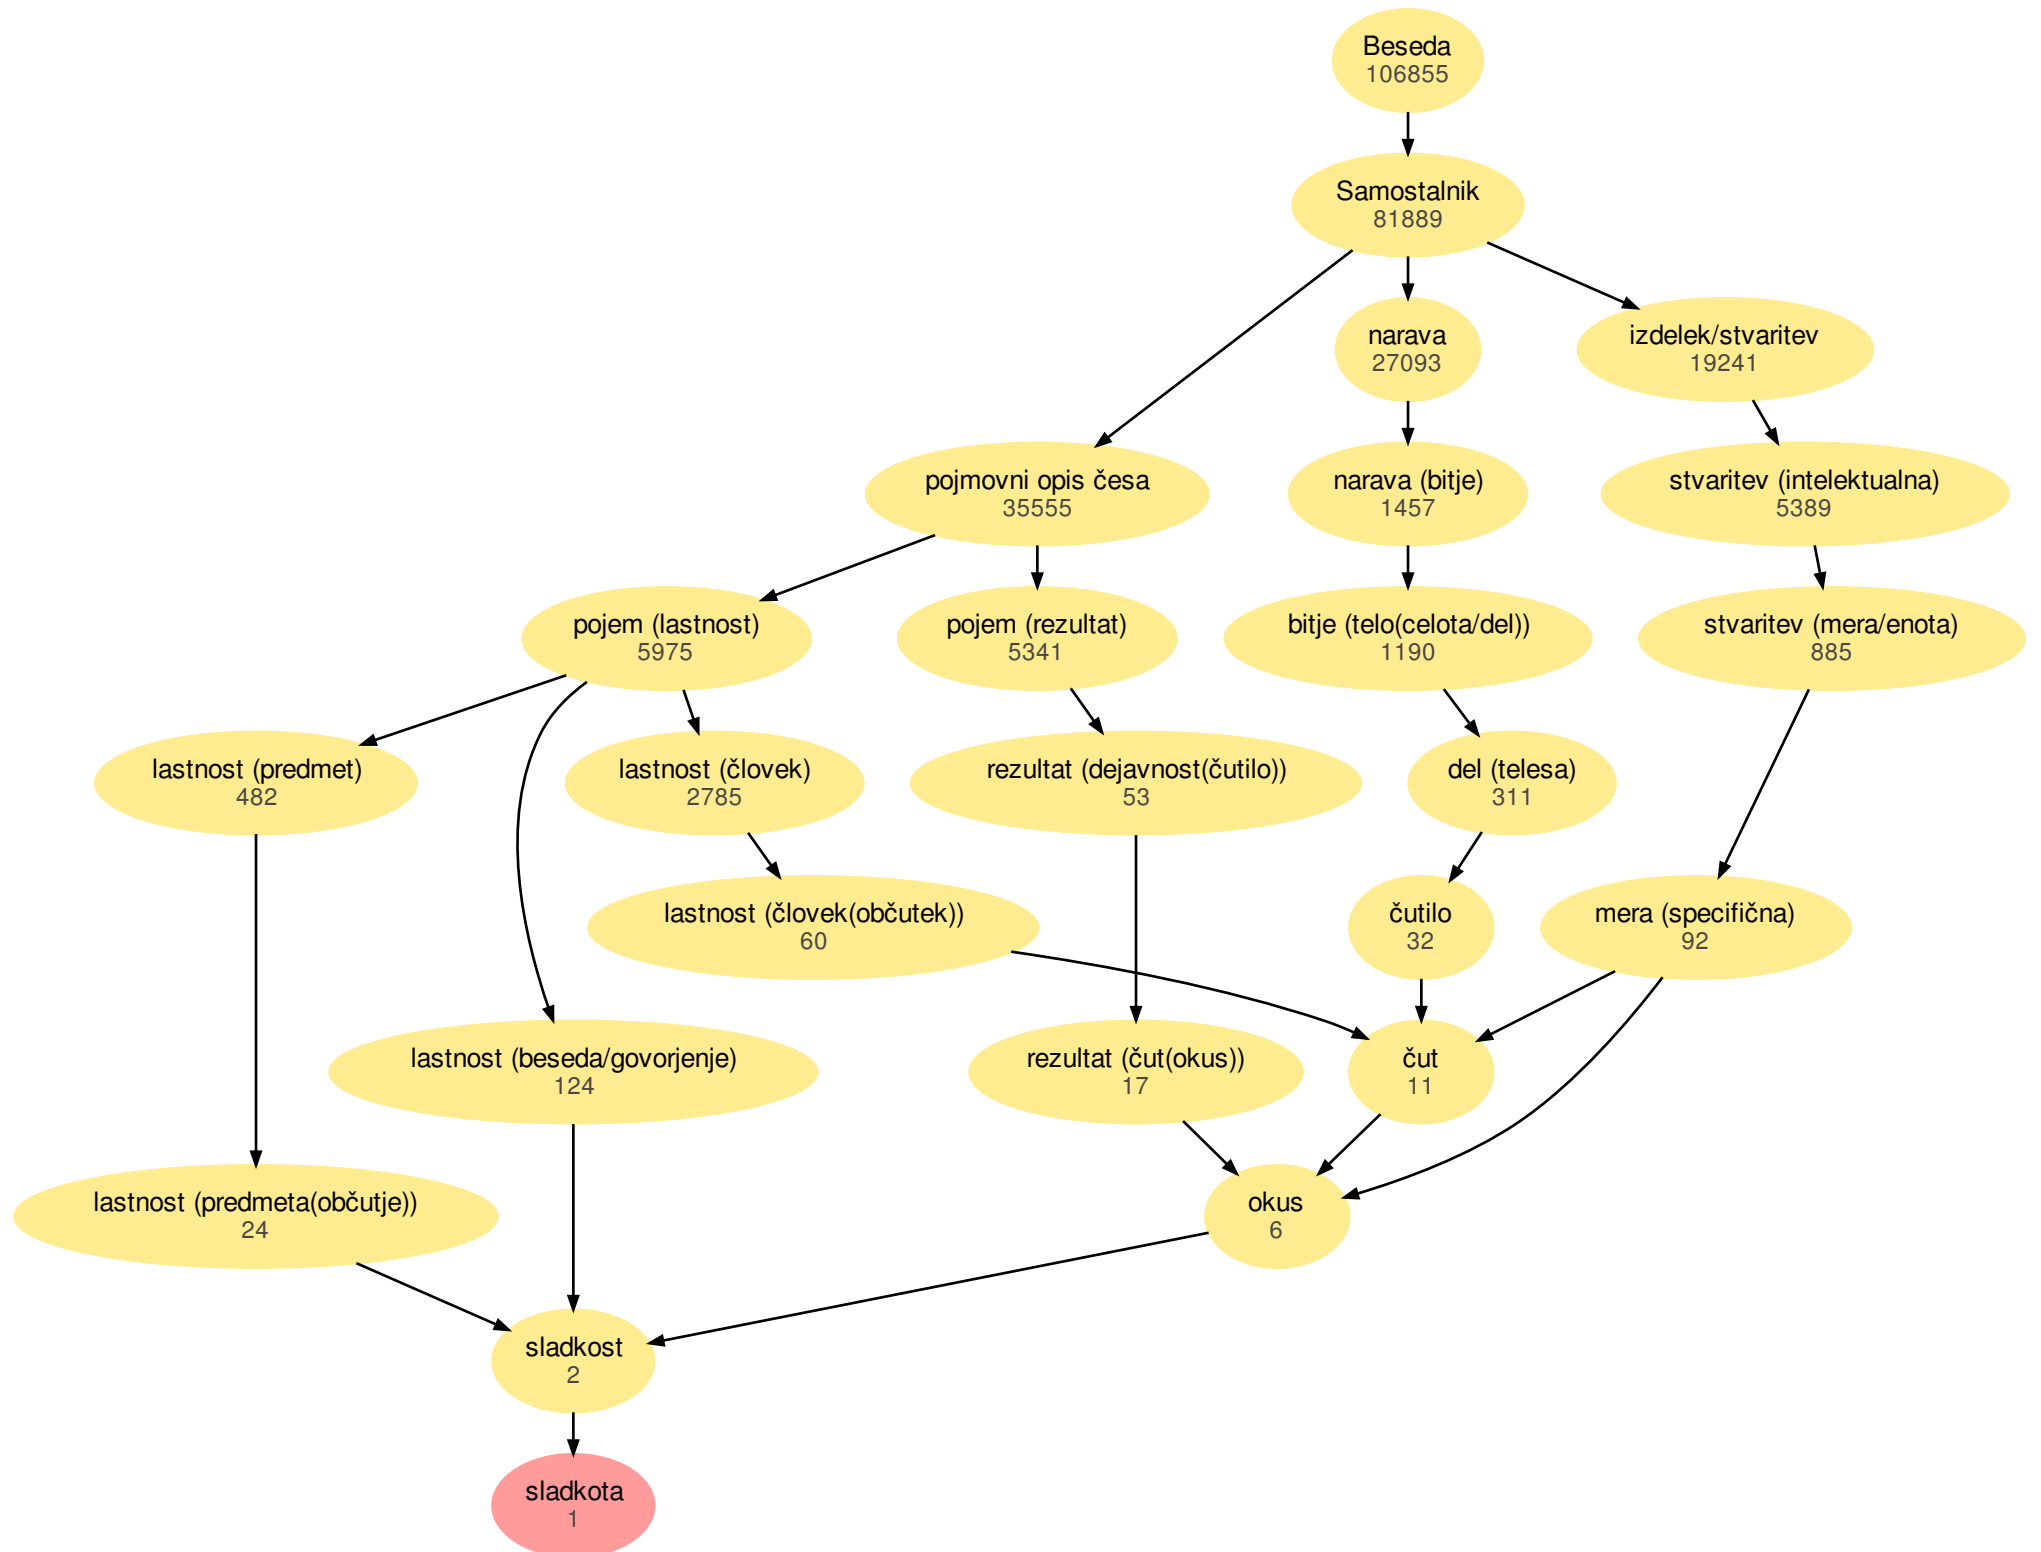 Beseda
106855
Samostalnik
81889
narava
27093
izdelek/stvaritev
19241
pojmovni opis česa
35555
narava (bitje)
1457
stvaritev (intelektualna)
5389
pojem (lastnost)
5975
pojem (rezultat)
5341
bitje (telo(celota/del))
1190
stvaritev (mera/enota)
885
lastnost (predmet)
482
lastnost (človek)
2785
rezultat (dejavnost(čutilo))
53
del (telesa)
311
lastnost (človek(občutek))
60
čutilo
32
mera (specifična)
92
lastnost (beseda/govorjenje)
124
rezultat (čut(okus))
17
čut
11
lastnost (predmeta(občutje))
24
okus
6
sladkost
2
sladkota
1